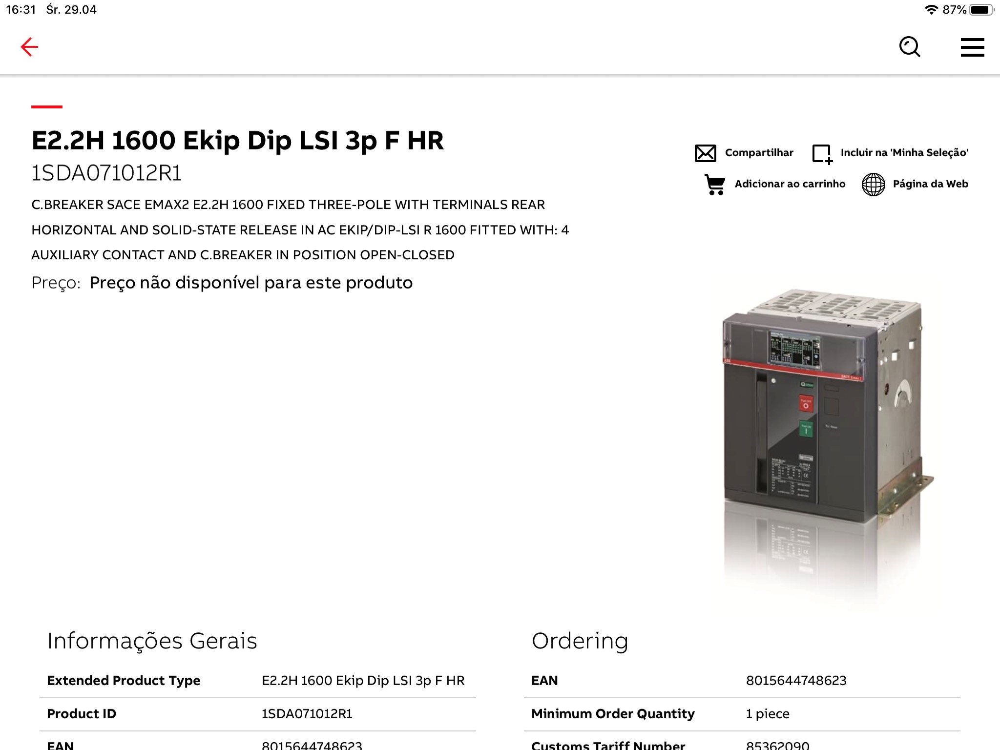 16:31 Śr. 29.04
87%
E2.2H 1600 Ekip Dip LSI 3p F HR
1SDA071012R1
C.BREAKER SACE EMAX2 E2.2H 1600 FIXED THREE-POLE WITH TERMINALS REAR
HORIZONTAL AND SOLID-STATE RELEASE IN AC EKIP/DIP-LSI R 1600 FITTED WITH: 4
AUXILIARY CONTACT AND C.BREAKER IN POSITION OPEN-CLOSED
Preço: Preço não disponível para este produto
Compartilhar
Incluir na 'Minha Seleção'
Adicionar ao carrinho
Página da Web
ABB
SACE Emax 2
Informações Gerais
Extended Product Type E2.2H 1600 Ekip Dip LSI 3p F HR
Product ID 1SDA071012R1
EAN 8015644748623
Ordering
EAN 8015644748623
Minimum Order Quantity 1 piece
Customs Tariff Number 85362090